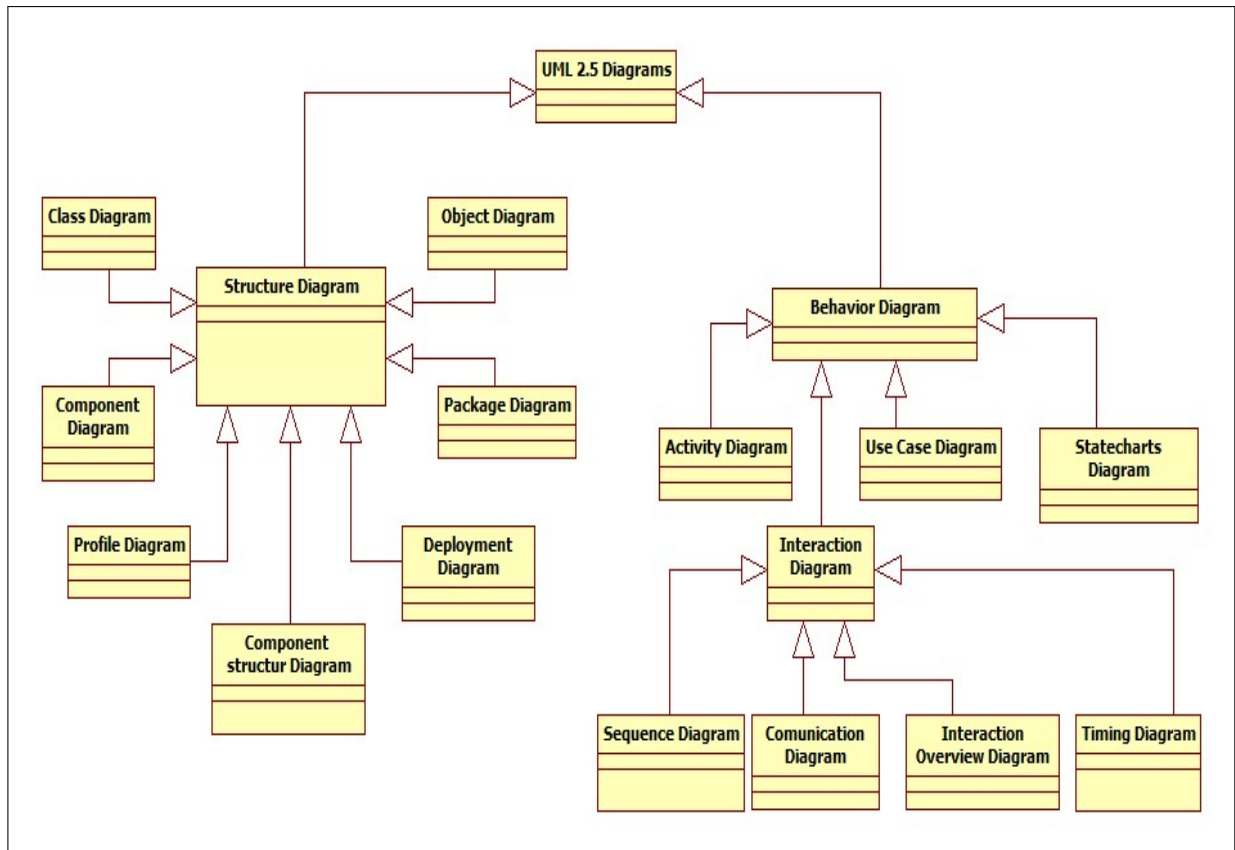 UML 2.5 Diagrams
Class Diagram
Object Diagram
Structure Diagram
Behavior Diagram
Component
Diagram
Package Diagram
Activity Diagram
Use Case Diagram
Statecharts
Diagram
Profile Diagram
Deployment
Diagram
Interaction
Diagram
Component
structur Diagram
Sequence Diagram
Comunication
Diagram
Interaction
Overview Diagram
Timing Diagram